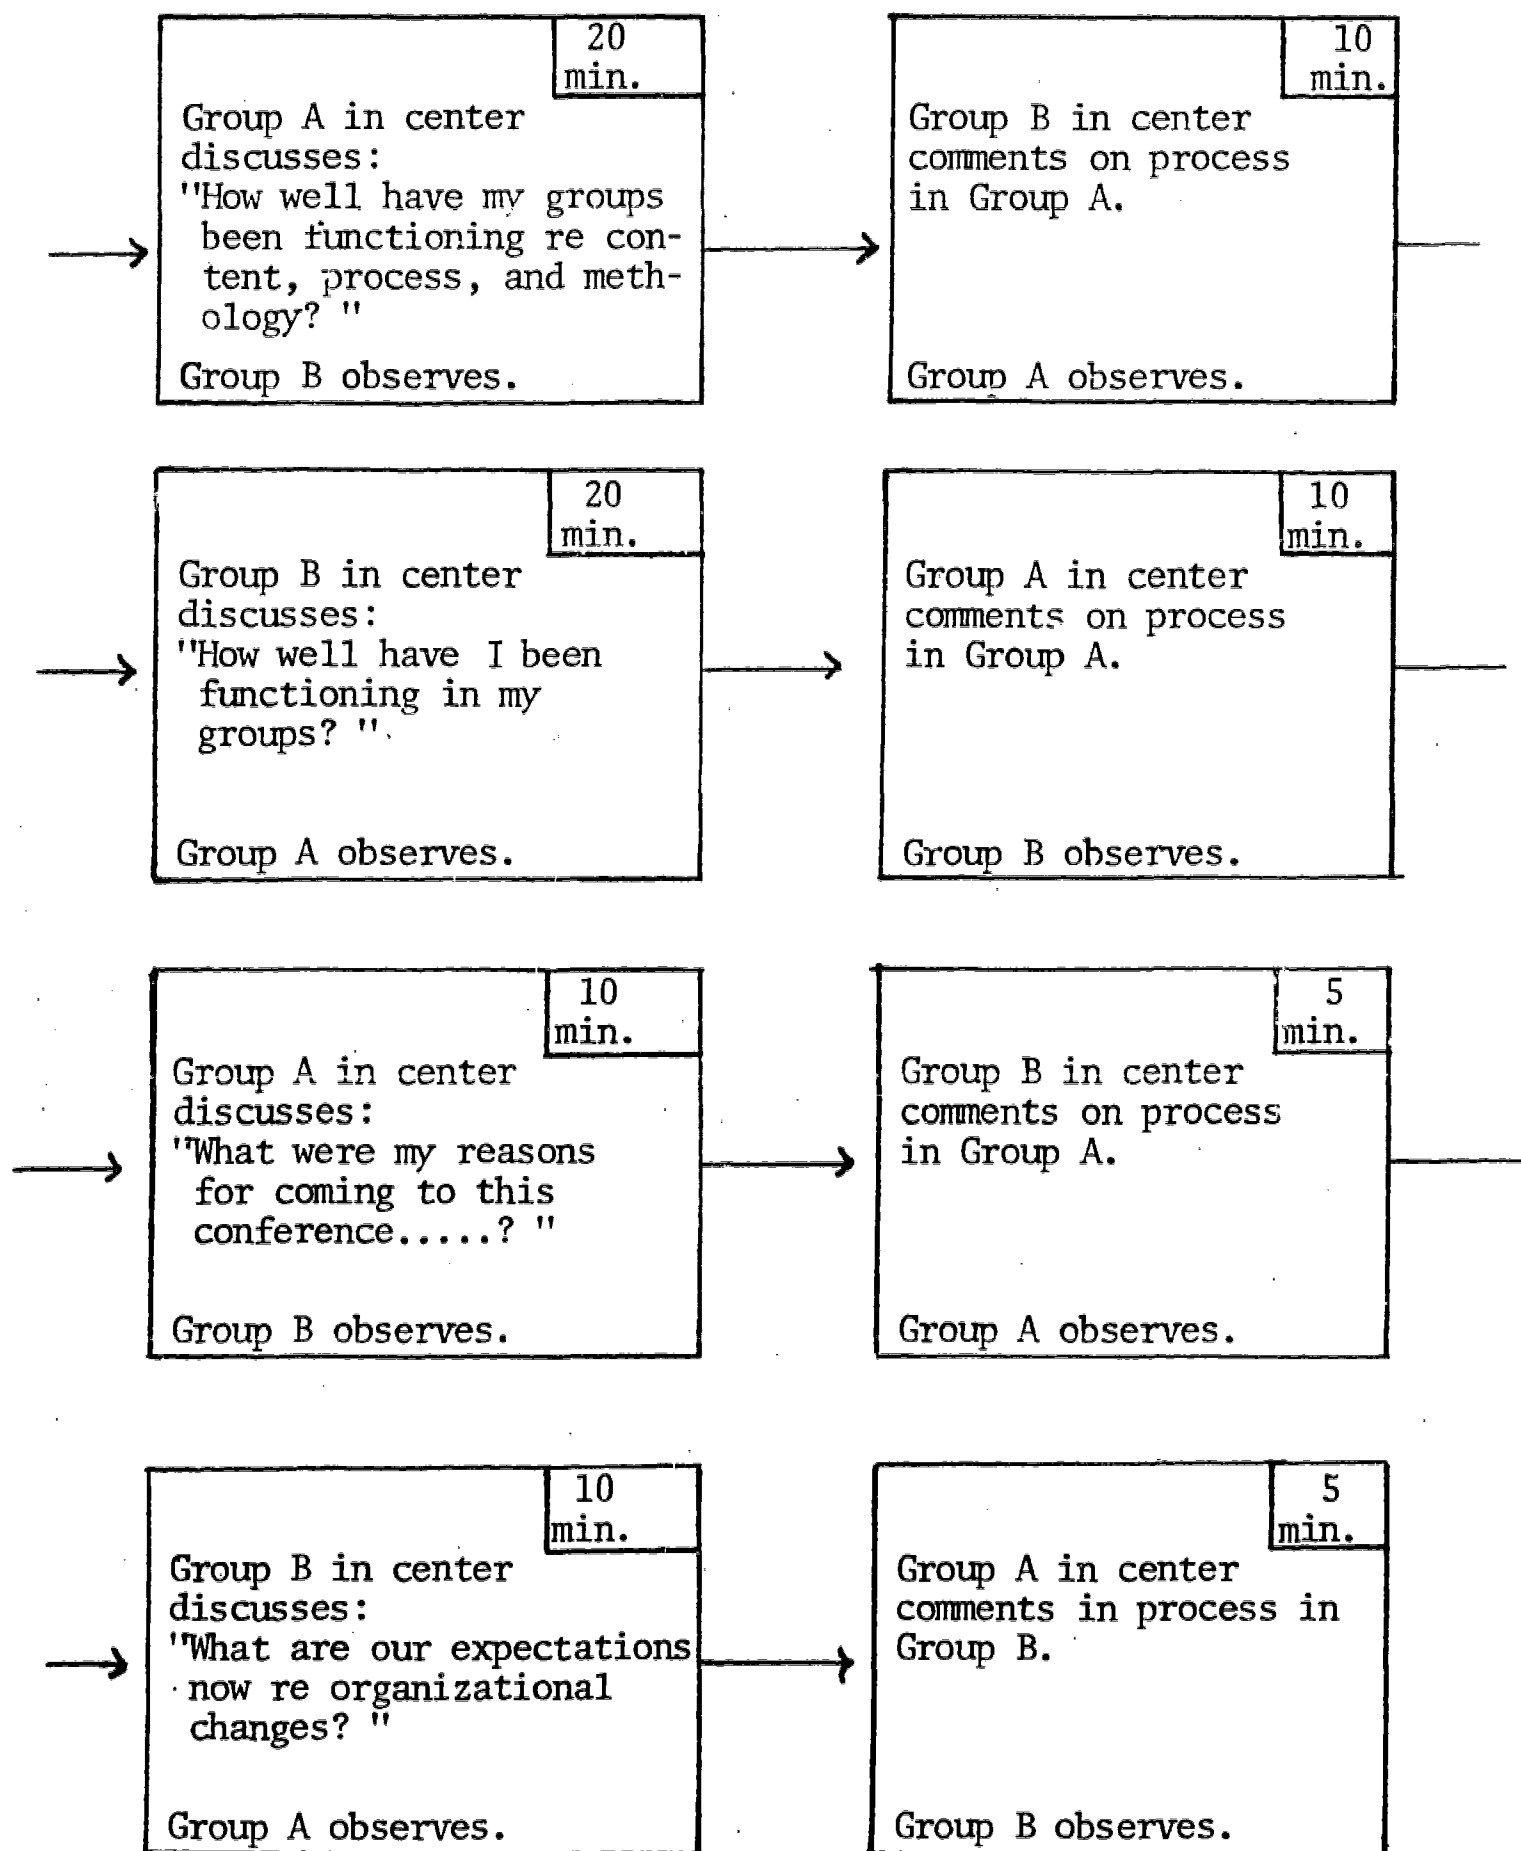 20
min.
Group A in center
discusses:
"How well have my groups
been functioning re con-
tent, process, and meth-
ology? "
Group B observes.
10
min.
Group B in center
comments on process
in Group A.
Group A observes.
20
min.
Group B in center
discusses:
"How well have I been
functioning in my
groups? "
Group A observes.
10
min.
Group A in center
comments on process
in Group A.
Group B observes.
10
min.
Group A in center
discusses:
"What were my reasons
for coming to this
conference.....? "
Group B observes.
5
min.
Group B in center
comments on process
in Group A.
Group A observes.
10
min.
Group B in center
discusses:
"What are our expectations
now re organizational
changes? "
Group A observes.
5
min.
Group A in center
comments in process in
Group B.
Group B observes.